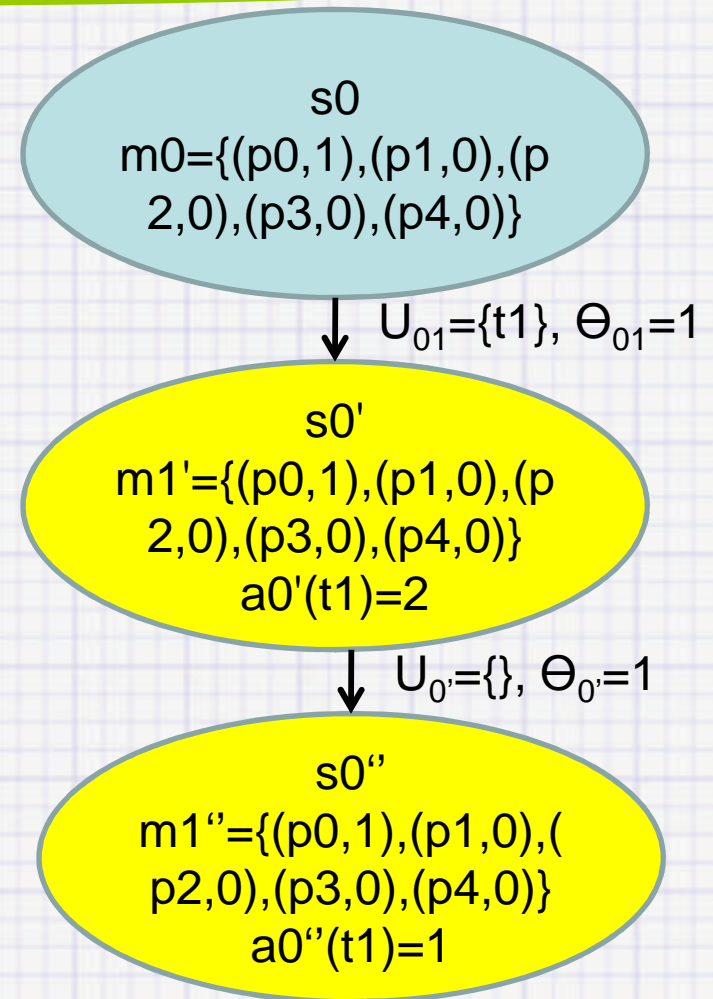 s0
m0={(p0,1),(p1,0),(p
2,0),(p3,0),(p4,0)}
U₀₁={t1}, Ɵ₀₁=1
s0'
m1'={(p0,1),(p1,0),(p
2,0),(p3,0),(p4,0)}
a0'(t1)=2
U₀’={}, Ɵ₀’=1
s0“
m1“={(p0,1),(p1,0),(
p2,0),(p3,0),(p4,0)}
a0‘’(t1)=1